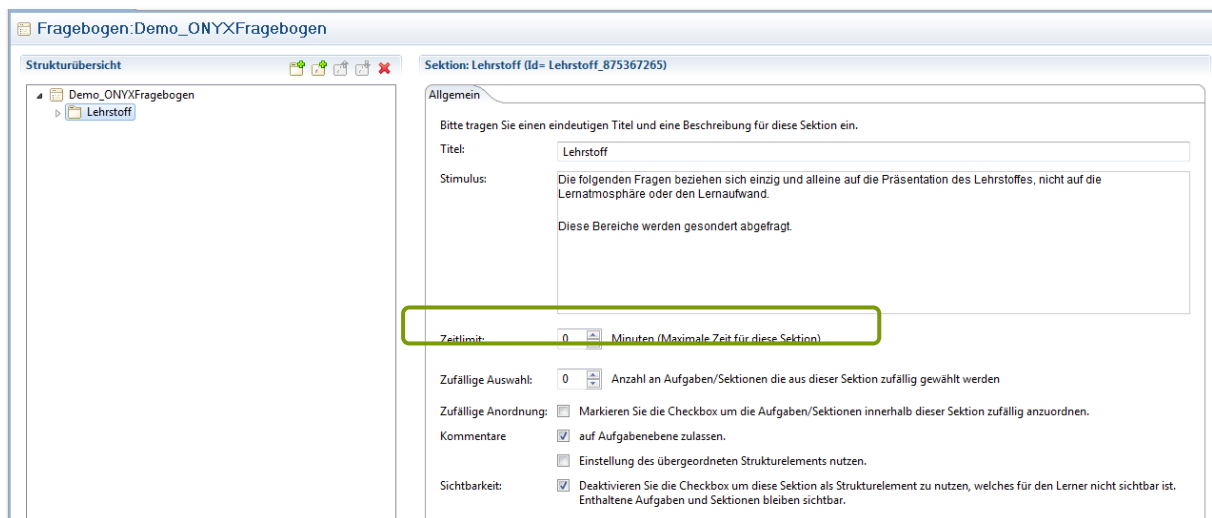 Fragebogen:Demo_ONYXFragebogen
Strukturübersicht
Demo_ONYXFragebogen
Lehrstoff
Sektion: Lehrstoff (Id= Lehrstoff_875367265)
Allgemein
Bitte tragen Sie einen eindeutigen Titel und eine Beschreibung für diese Sektion ein.
Titel: Lehrstoff
Stimulus: Die folgenden Fragen beziehen sich einzig und alleine auf die Präsentation des Lehrstoffes, nicht auf die
Lernatmosphäre oder den Lernaufwand.
Diese Bereiche werden gesondert abgefragt.
Zeitlimit: 0 Minuten (Maximale Zeit für diese Sektion)
Zufällige Auswahl: 0 Anzahl an Aufgaben/Sektionen die aus dieser Sektion zufällig gewählt werden
Zufällige Anordnung: Markieren Sie die Checkbox um die Aufgaben/Sektionen innerhalb dieser Sektion zufällig anzuordnen.
Kommentare auf Aufgabenebene zulassen.
Einstellung des übergeordneten Strukturelements nutzen.
Sichtbarkeit: Deaktivieren Sie die Checkbox um diese Sektion als Strukturelement zu nutzen, welches für den Lerner nicht sichtbar ist.
Enthaltene Aufgaben und Sektionen bleiben sichtbar.